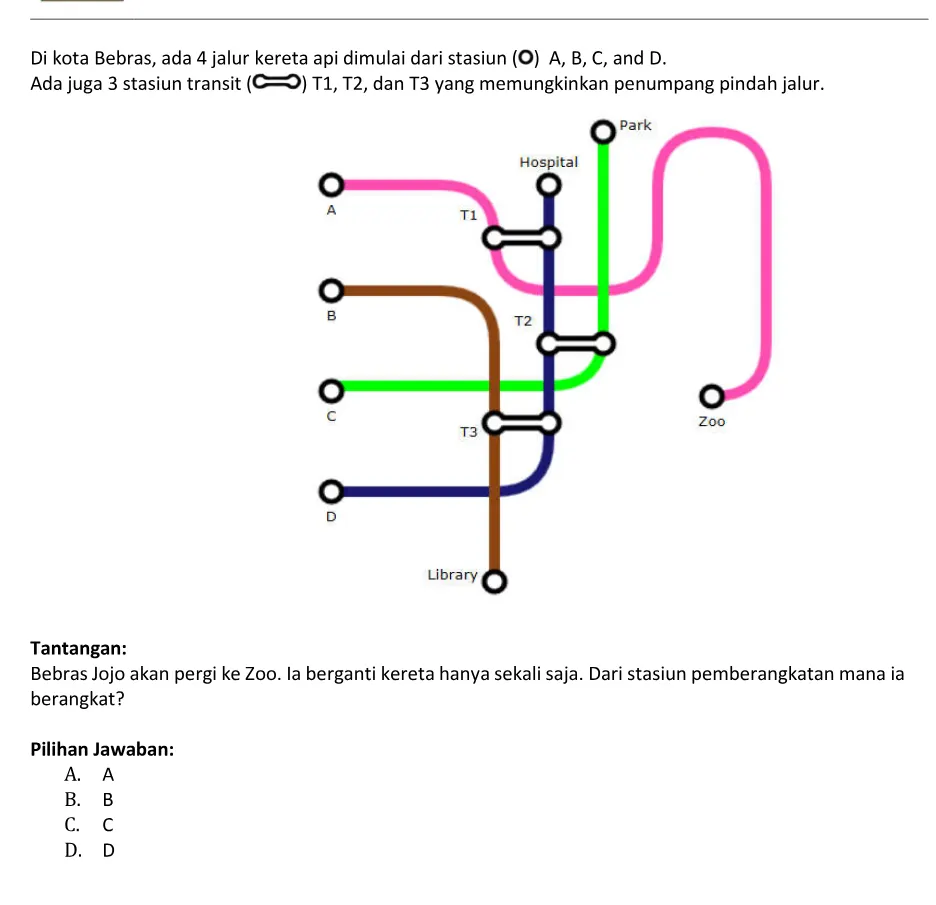 Di kota Bebras, ada 4 jalur kereta api dimulai dari stasiun (O) A, B, C, and D.
Ada juga 3 stasiun transit ( ) T1, T2, dan T3 yang memungkinkan penumpang pindah jalur.
Park
Hospital
A
T1
B
T2
C
T3
Zoo
D
Library
Tantangan:
Bebras Jojo akan pergi ke Zoo. Ia berganti kereta hanya sekali saja. Dari stasiun pemberangkatan mana ia
berangkat?
Pilihan Jawaban:
A. A
B. B
C. C
D. D